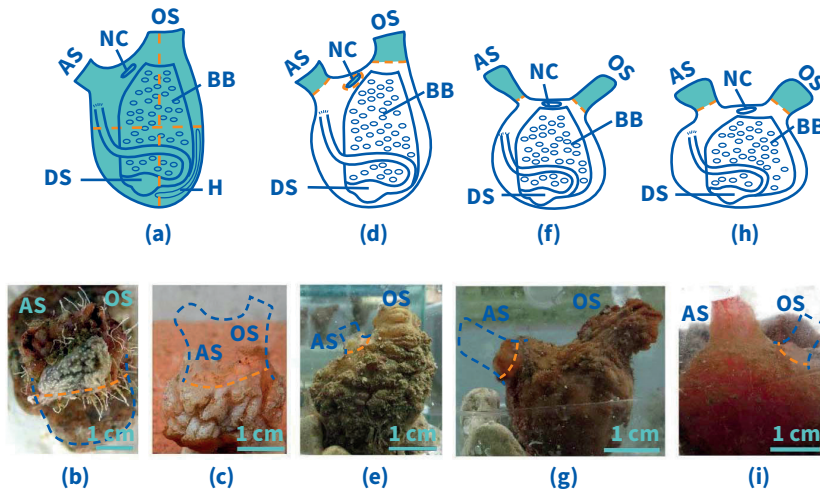 OS
AS
NC
BB
DS
H
(a)
OS
NC
AS
BB
DS
(d)
AS
NC
OS
BB
DS
(f)
AS
NC
OS
BB
DS
(h)
AS
OS
1 cm
(b)
OS
AS
1 cm
(c)
OS
AS
1 cm
(e)
AS
OS
1 cm
(g)
AS
OS
1 cm
(i)